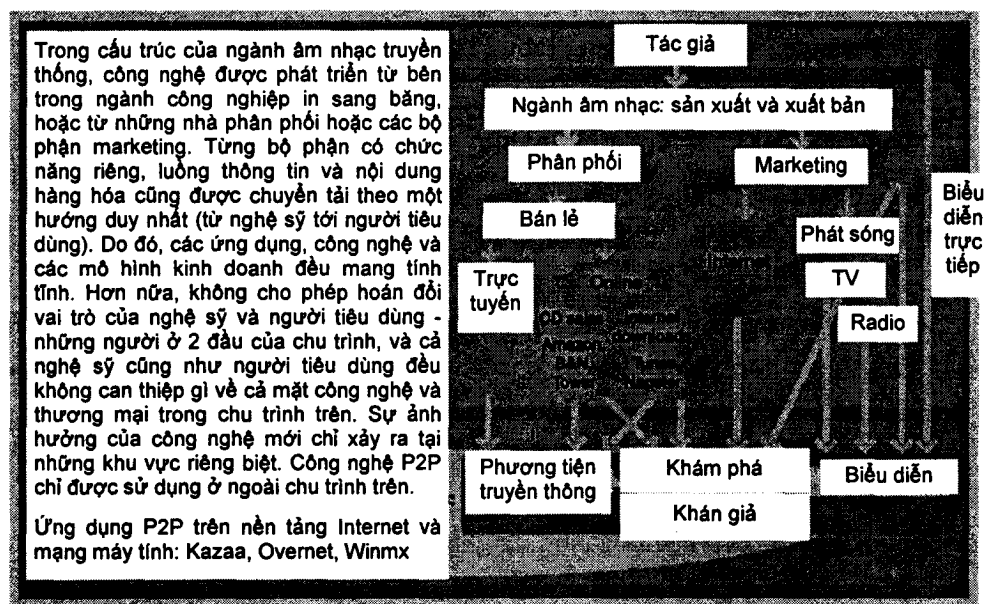 Trong cấu trúc của ngành âm nhạc truyền
thống, công nghệ được phát triển từ bên
trong ngành công nghiệp in sang băng,
hoặc từ những nhà phân phối hoặc các bộ
phận marketing. Từng bộ phận có chức
năng riêng, luồng thông tin và nội dung
hàng hóa cũng được chuyển tải theo một
hướng duy nhất (từ nghệ sỹ tới người tiêu
dùng). Do đó, các ứng dụng, công nghệ và
các mô hình kinh doanh đều mang tính
tĩnh. Hơn nữa, không cho phép hoán đổi
vai trò của nghệ sỹ và người tiêu dùng -
những người ở 2 đầu của chu trình, và cả
nghệ sỹ cũng như người tiêu dùng đều
không can thiệp gì về cả mặt công nghệ và
thương mại trong chu trình trên. Sự ảnh
hưởng của công nghệ mới chỉ xảy ra tại
những khu vực riêng biệt. Công nghệ P2P
chỉ được sử dụng ở ngoài chu trình trên.
Ứng dụng P2P trên nền tảng Internet và
mạng máy tính: Kazaa, Overnet, Winmx
Tác giả
Ngành âm nhạc: sản xuất và xuất bản
Phân phối
Marketing
Bán lẻ
Biểu
diễn
trực
tiếp
Phát sóng
Internet
Trực
tuyến
Online
TV
Radio
CD sales
Internet
Amazon
downloads
B&N
Tower
Napster
Phương tiện
truyền thông
Khám phá
Khán giả
Biểu diễn